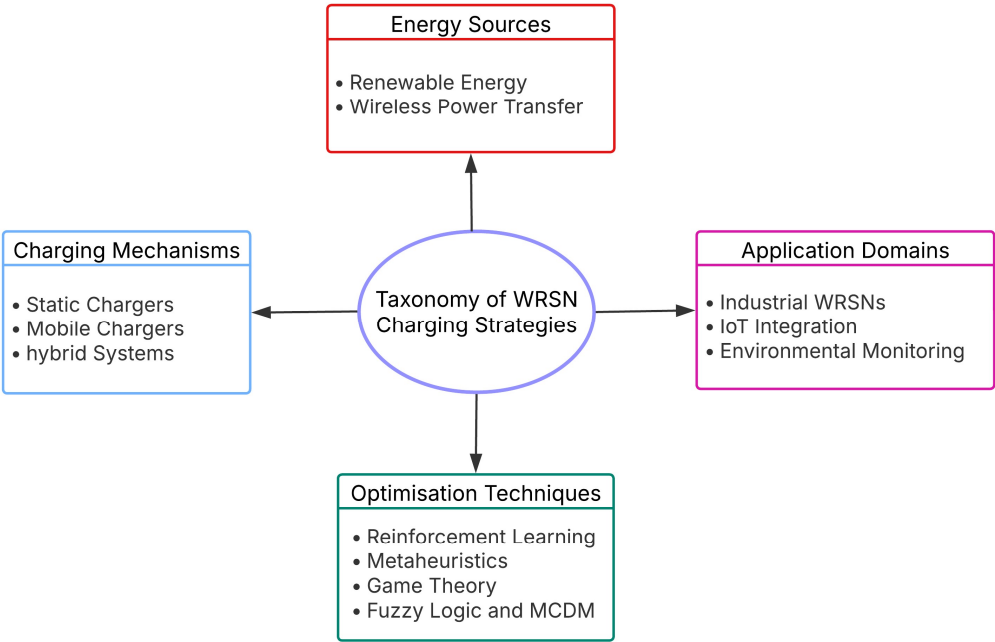 Energy Sources
• Renewable Energy
• Wireless Power Transfer
Charging Mechanisms
• Static Chargers
• Mobile Chargers
• hybrid Systems
Taxonomy of WRSN
Charging Strategies
Application Domains
• Industrial WRSNs
• IoT Integration
• Environmental Monitoring
Optimisation Techniques
• Reinforcement Learning
• Metaheuristics
• Game Theory
• Fuzzy Logic and MCDM